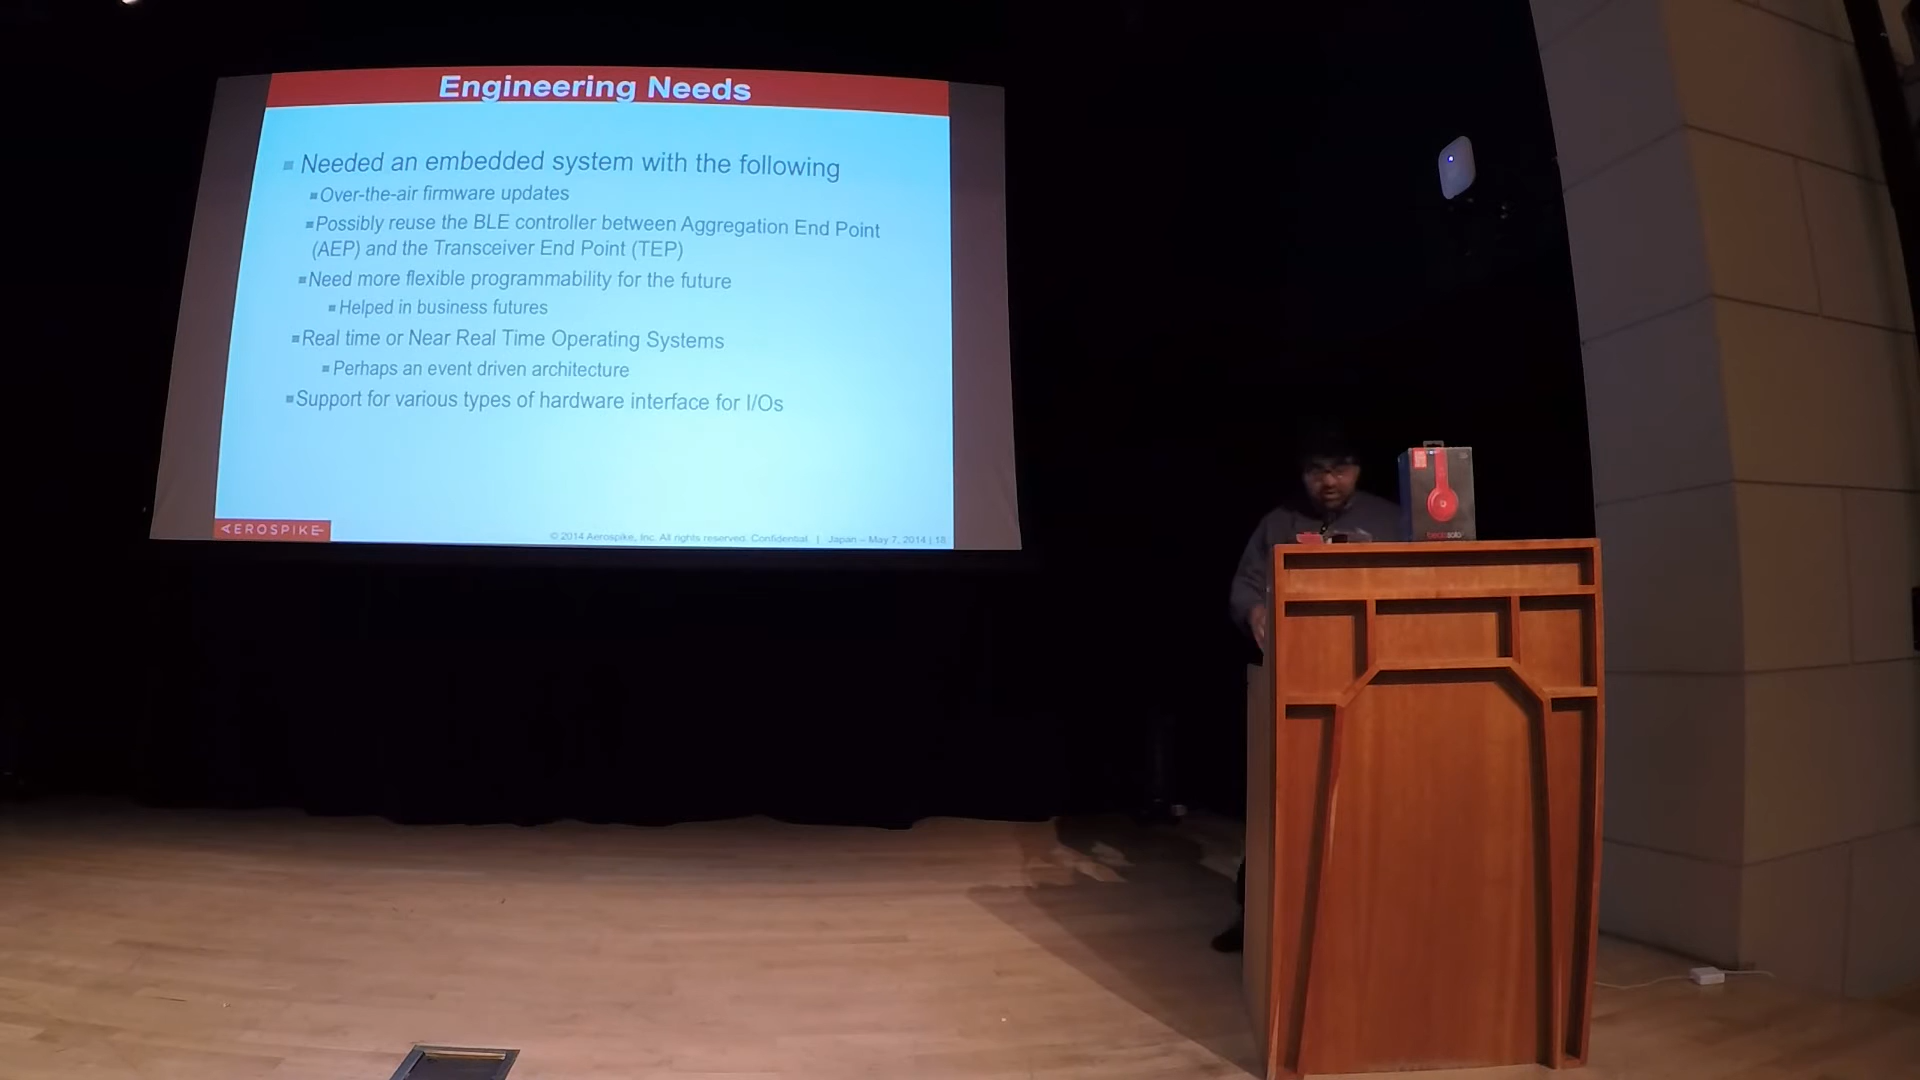 Engineering Needs
Needed an embedded system with the following
Over-the-air firmware updates
Possibly reuse the BLE controller between Aggregation End Point
(AEP) and the Transceiver End Point (TEP)
Need more flexible programmability for the future
Helped in business futures
Real time or Near Real Time Operating Systems
Perhaps an event driven architecture
Support for various types of hardware interface for I/Os
AEROSPIKE
© 2014 Aerospike, Inc. All rights reserved. Confidential. | Japan – May 7, 2014 | 18
beats solo